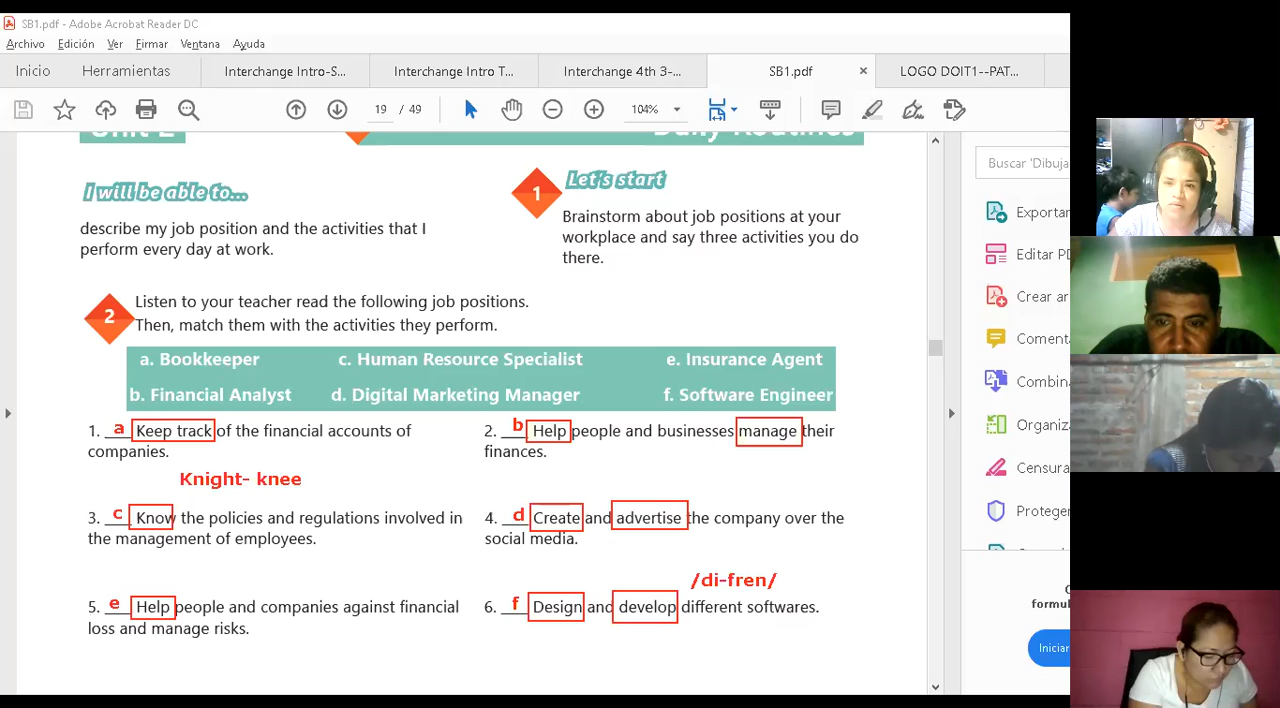 SB1.pdf - Adobe Acrobat Reader DC
Archivo Edición Ver Firmar Ventana Ayuda
Inicio Herramientas Interchange Intro-S... Interchange Intro T... Interchange 4th 3-... SB1.pdf × LOGO DOIT1--PAT...
19 / 49 104%
Unit 2 Daily Routines
I will be able to...
describe my job position and the activities that I
perform every day at work.
1 Let's start
Brainstorm about job positions at your
workplace and say three activities you do
there.
2 Listen to your teacher read the following job positions.
Then, match them with the activities they perform.
a. Bookkeeper c. Human Resource Specialist e. Insurance Agent
b. Financial Analyst d. Digital Marketing Manager f. Software Engineer
1. a Keep track of the financial accounts of
companies.
2. b Help people and businesses manage their
finances.
Knight- knee
3. c Know the policies and regulations involved in
the management of employees.
4. d Create and advertise the company over the
social media.
/di-fren/
5. e Help people and companies against financial
loss and manage risks.
6. f Design and develop different softwares.
Buscar 'Dibuja
Exportar
Editar PD
Crear ar
Comenta
Combin
Organiz
Censura
Proteger
formul
Iniciar